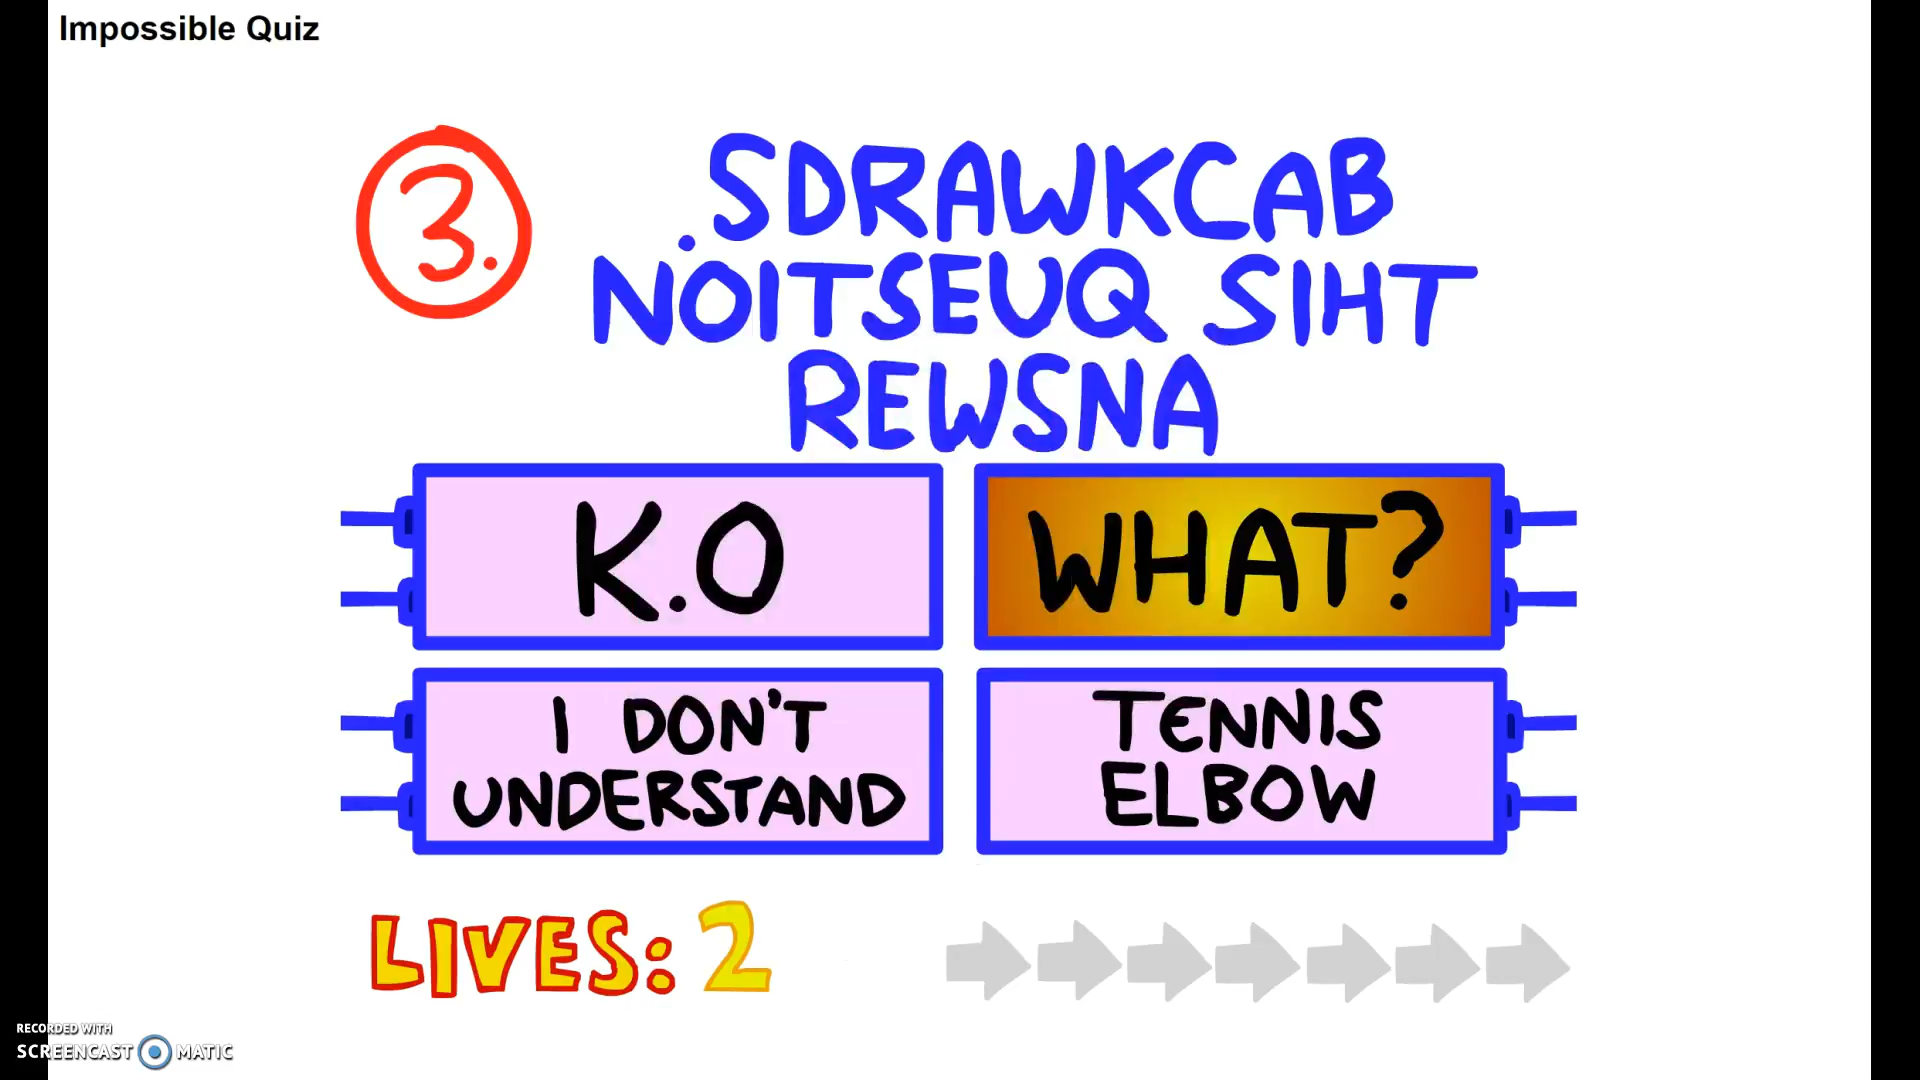 Impossible Quiz
3.
.SDRAWKCAB
NOITSEUQ SIHT
REWSNA
K.O
WHAT?
I DON'T
UNDERSTAND
TENNIS
ELBOW
LIVES: 2
RECORDED WITH
SCREENCAST MATIC